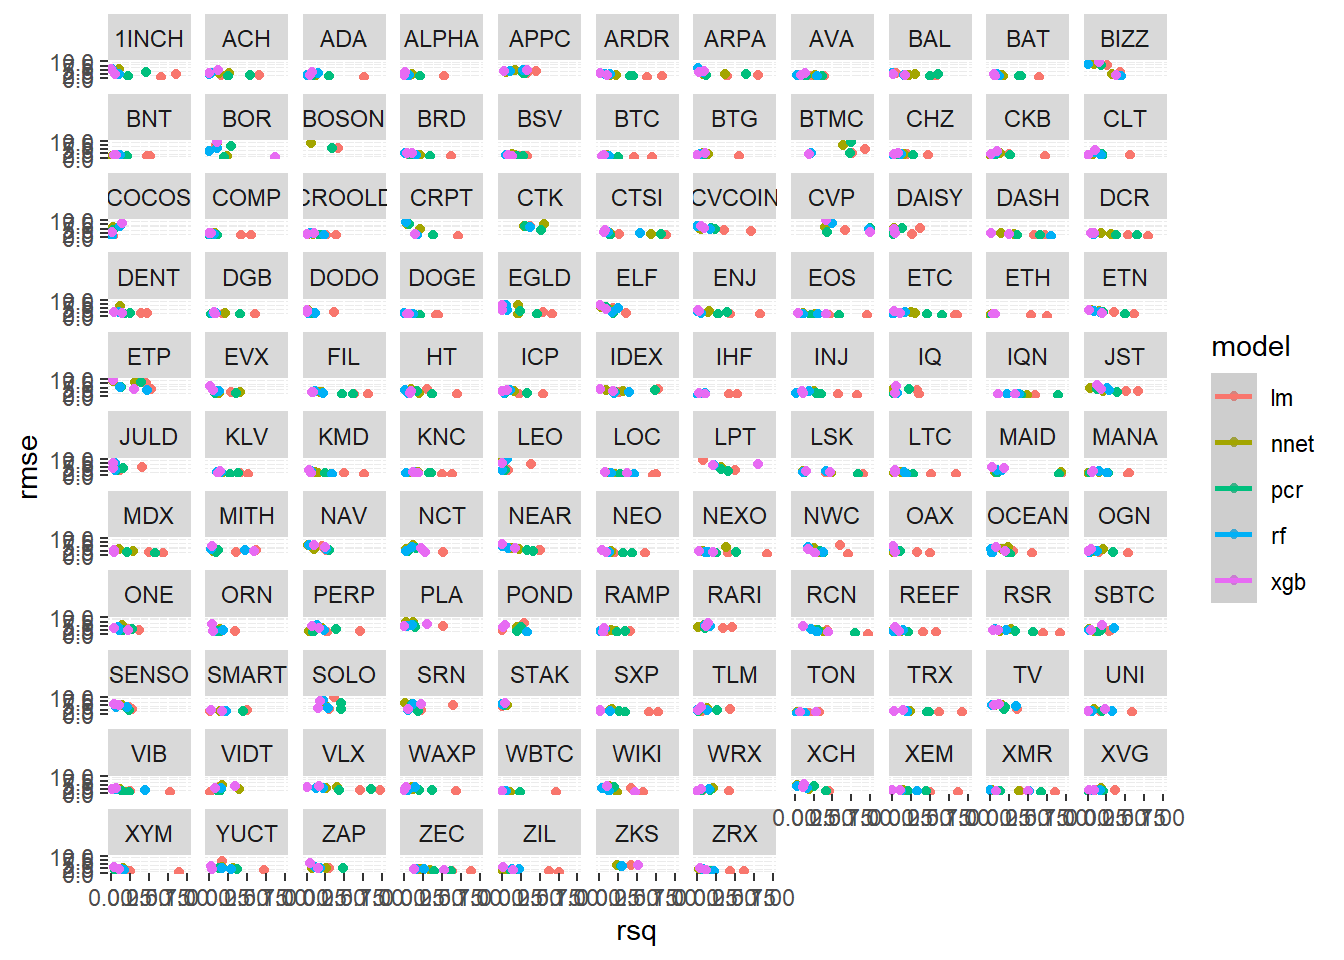 1INCH ACH ADA ALPHA APPC ARDR ARPA AVA BAL BAT BIZZ
BNT BOR BOSON BRD BSV BTC BTG BTMC CHZ CKB CLT
COCOS COMP CROOLD CRPT CTK CTSI CVCOIN CVP DAISY DASH DCR
DENT DGB DODO DOGE EGLD ELF ENJ EOS ETC ETH ETN
ETP EVX FIL HT ICP IDEX IHF INJ IQ IQN JST
JULD KLV KMD KNC LEO LOC LPT LSK LTC MAID MANA
MDX MITH NAV NCT NEAR NEO NEXO NWC OAX OCEAN OGN
ONE ORN PERP PLA POND RAMP RARI RCN REEF RSR SBTC
SENSO SMART SOLO SRN STAK SXP TLM TON TRX TV UNI
VIB VIDT VLX WAXP WBTC WIKI WRX XCH XEM XMR XVG
XYM YUCT ZAP ZEC ZIL ZKS ZRX
rsq
rmse
model
lm
nnet
pcr
rf
xgb